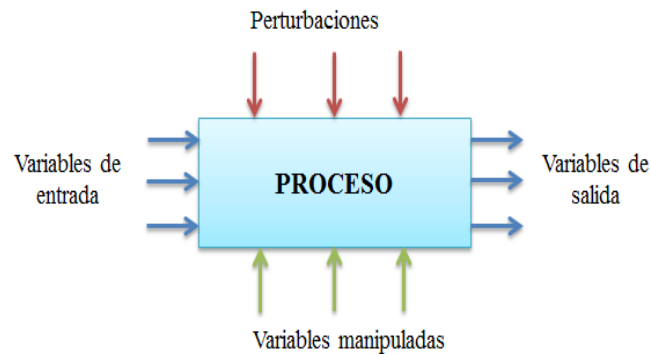 Perturbaciones
Variables de
entrada
PROCESO
Variables de
salida
Variables manipuladas